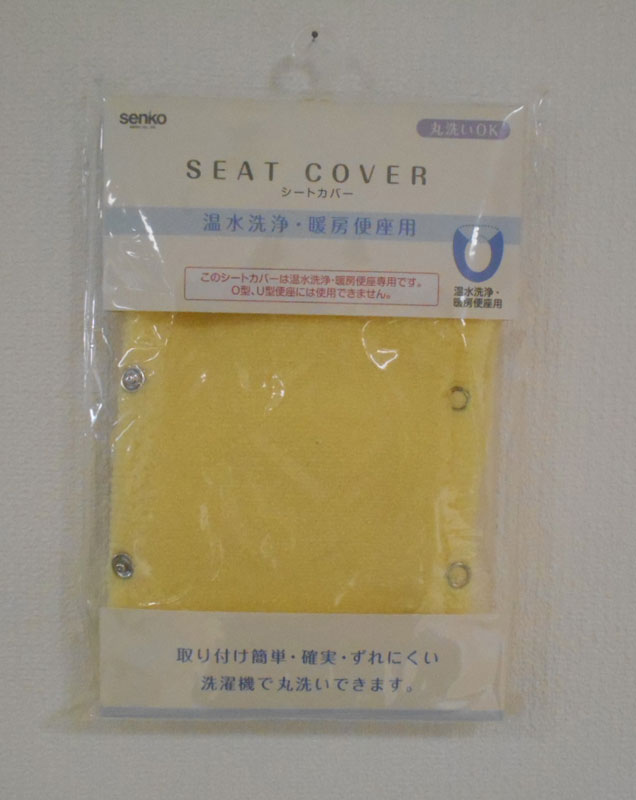 senko
丸洗いOK
SEAT COVER
シートカバー
温水洗浄・暖房便座用
このシートカバーは温水洗浄・暖房便座専用です。
O型、U型便座には使用できません。
温水洗浄・
暖房便座用
取り付け簡単・確実・ずれにくい
洗濯機で丸洗いできます。